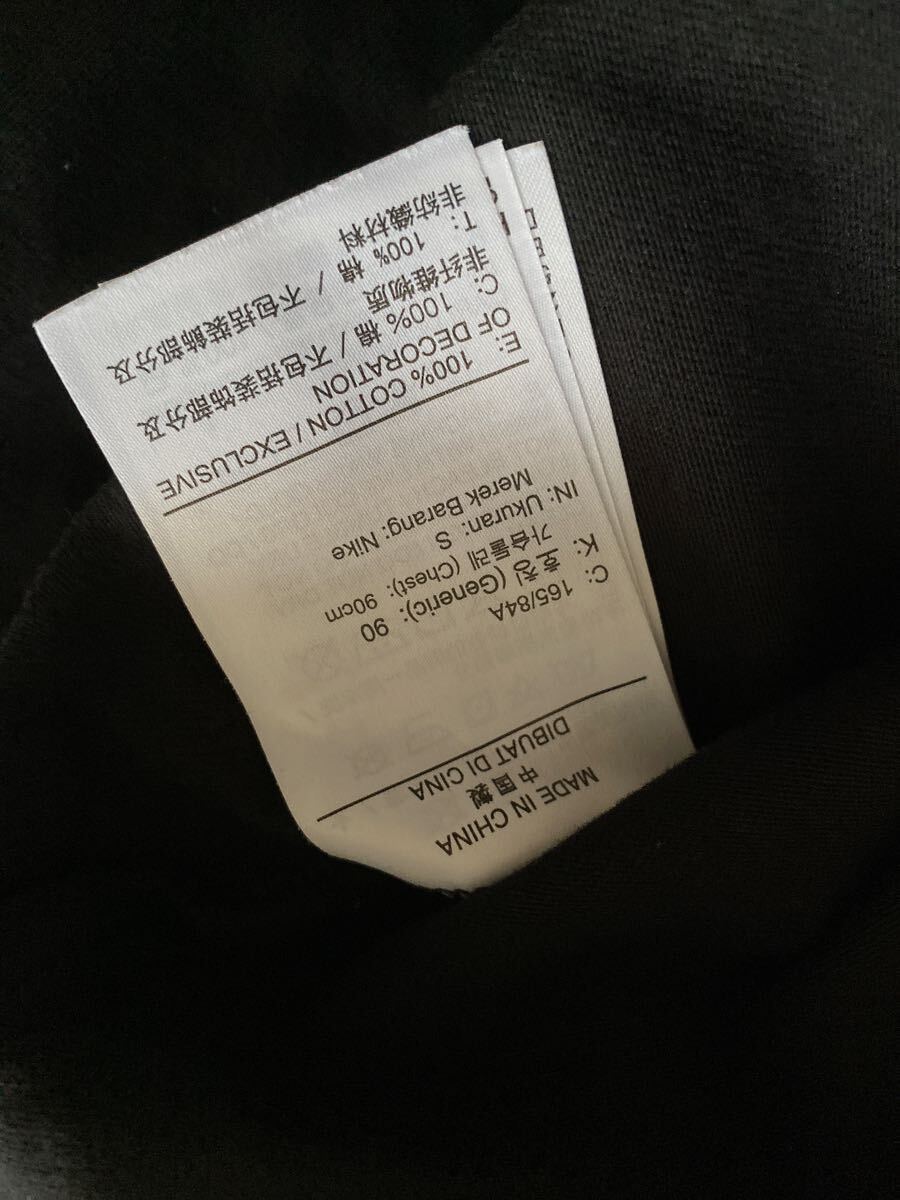 MADE IN CHINA
中国製
DIBUAT DI CINA
C: 165/84A
K: 호칭 (Generic): 90
가슴둘레 (Chest): 90cm
IN: Ukuran: S
Merek Barang: Nike
E: 100% COTTON / EXCLUSIVE
OF DECORATION
C: 100% 棉 / 不包括装饰部分及
非纤维物质
T: 100% 棉 / 不包括裝飾部分及
非紡織材料